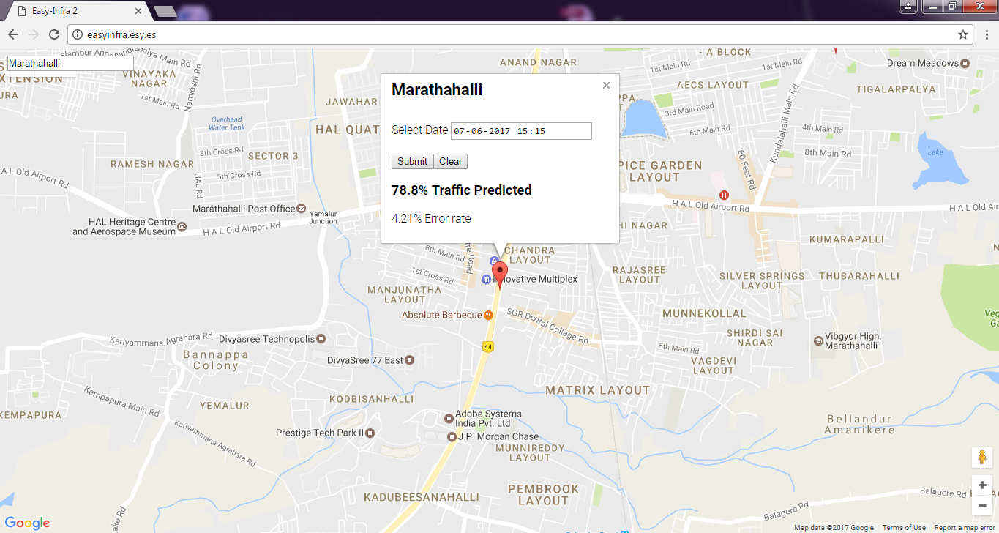 Easy-Infra 2
easyinfra.esy.es
Marathahalli
Islampur
EXTENSION
VINAYAKA
NAGAR
1st Main Rd
Namjoshi Rd
Overhead
Water Tank
JAWAHAR
HAL QUAT
ANAND NAGAR
- A BLOCK
1st Main Rd
1st Main Rd
Dream Meadows
AECS LAYOUT
TIGALARPALYA
3rd Main Road
6th Main Rd
Kundalahalli Main Rd
4th Main Rd
8th Main Rd
60 Feet Rd
Lake
8th Cross Rd
SECTOR 3
RAMESH NAGAR
5th Cross Rd
HAL Rd
A L Old Airport Rd
Marathahalli Post Office
Yamalur
Junction
HAL Heritage Centre
and Aerospace Museum
H A L Old Airport Rd
Marathahalli
Select Date 07-06-2017 15:15
Submit Clear
78.8% Traffic Predicted
4.21% Error rate
PICE GARDEN
LAYOUT
H
H A L Old Airport Rd
H A L Old Airport Rd
HI NAGAR
KUMARAPALLI
CHANDRA
LAYOUT
8th Main Rd
1st Cross Rd
Innovative Multiplex
RAJASREE
LAYOUT
SILVER SPRINGS
LAYOUT
THUBARAHALLI
MANJUNATHA
LAYOUT
Absolute Barbecue
SGR Dental College Rd
MUNNEKOLLAL
SHIRDI SAI
NAGAR
Vibgyor High,
Marathahalli
5th Main Rd
VAGDEVI
LAYOUT
Kariyammana Agrahara Rd
Divyasree Technopolis
Bannappa
Colony
44
DivyaSree 77 East
MATRIX LAYOUT
KODBISANHALLI
Kempapura Main Rd
YEMALUR
KEMPAPURA
Kariyammana Agrahara Rd
Adobe Systems
India Pvt. Ltd
Prestige Tech Park II
J.P. Morgan Chase
MUNNIREDDY
LAYOUT
Bellandur
Amanikere
PEMBROOK
LAYOUT
KADUBEESANAHALLI
Lake Rd
Balagere Rd
Balagere Rd
Google
Map data ©2017 Google Terms of Use Report a map error